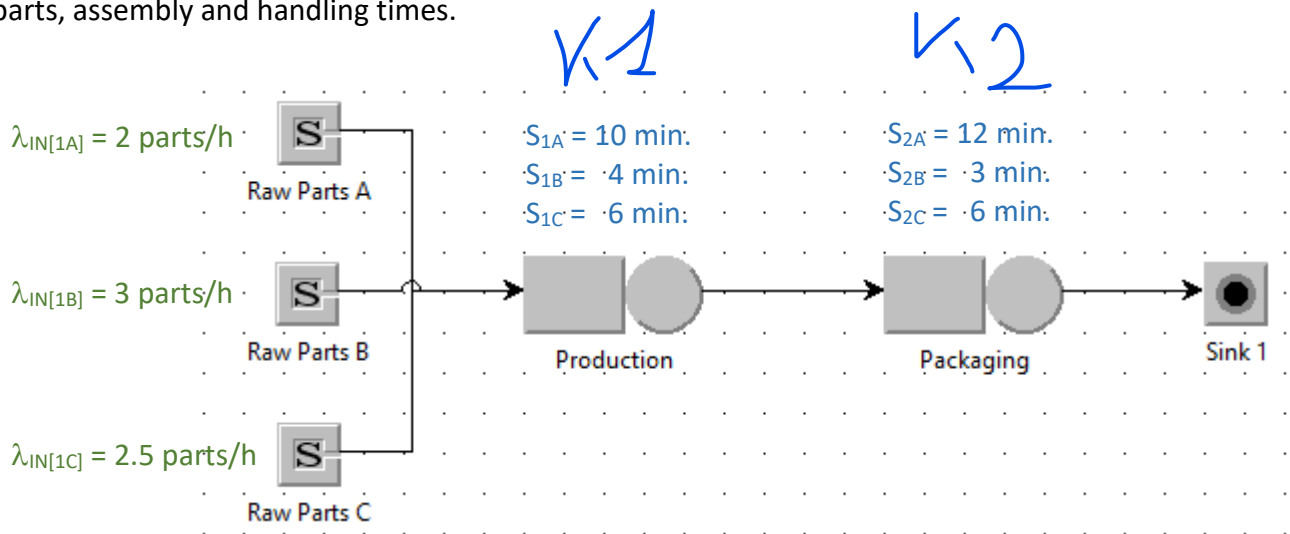 parts, assembly and handling times.
K1
K2
λIN[1A] = 2 parts/h
S
Raw Parts A
S1A = 10 min.
S1B = 4 min.
S1C = 6 min.
S2A = 12 min.
S2B = 3 min.
S2C = 6 min.
λIN[1B] = 3 parts/h
S
Raw Parts B
Production
Packaging
Sink 1
λIN[1C] = 2.5 parts/h
S
Raw Parts C